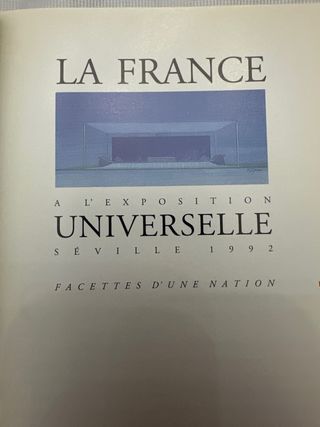 LA FRANCE
A L'EXPOSITION
UNIVERSELLE
SÉVILLE 1992
FACETTES D'UNE NATION